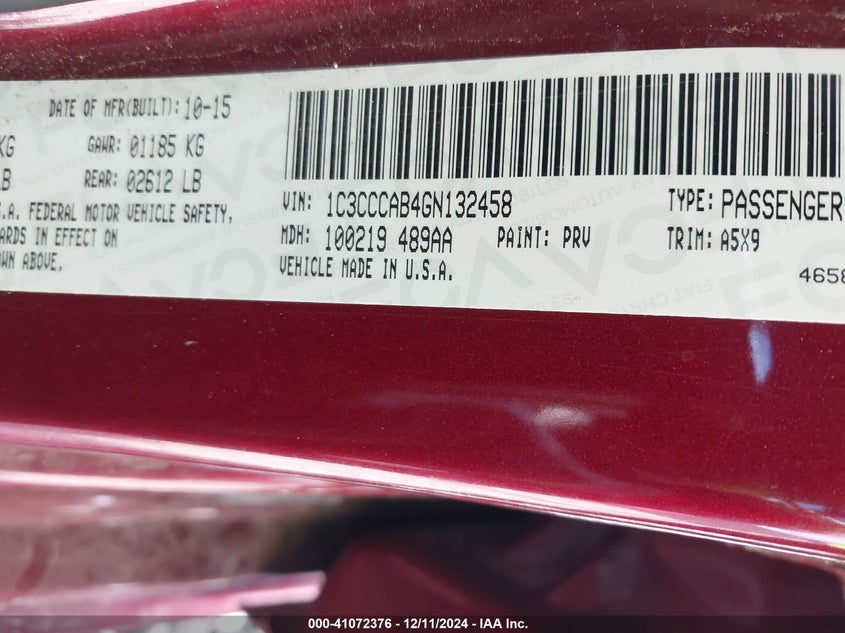 DATE OF MFR(BUILT): 10-15
KG GAWR: 01185 KG
LB REAR: 02612 LB
S.A. FEDERAL MOTOR VEHICLE SAFETY,
ARDS IN EFFECT ON
OWN ABOVE.
VIN: 1C3CCCAB4GN132458 TYPE: PASSENGER
MDH: 100219 489AA PAINT: PRV TRIM: A5X9
VEHICLE MADE IN U.S.A.
4658
000-41072376 - 12/11/2024 - IAA Inc.